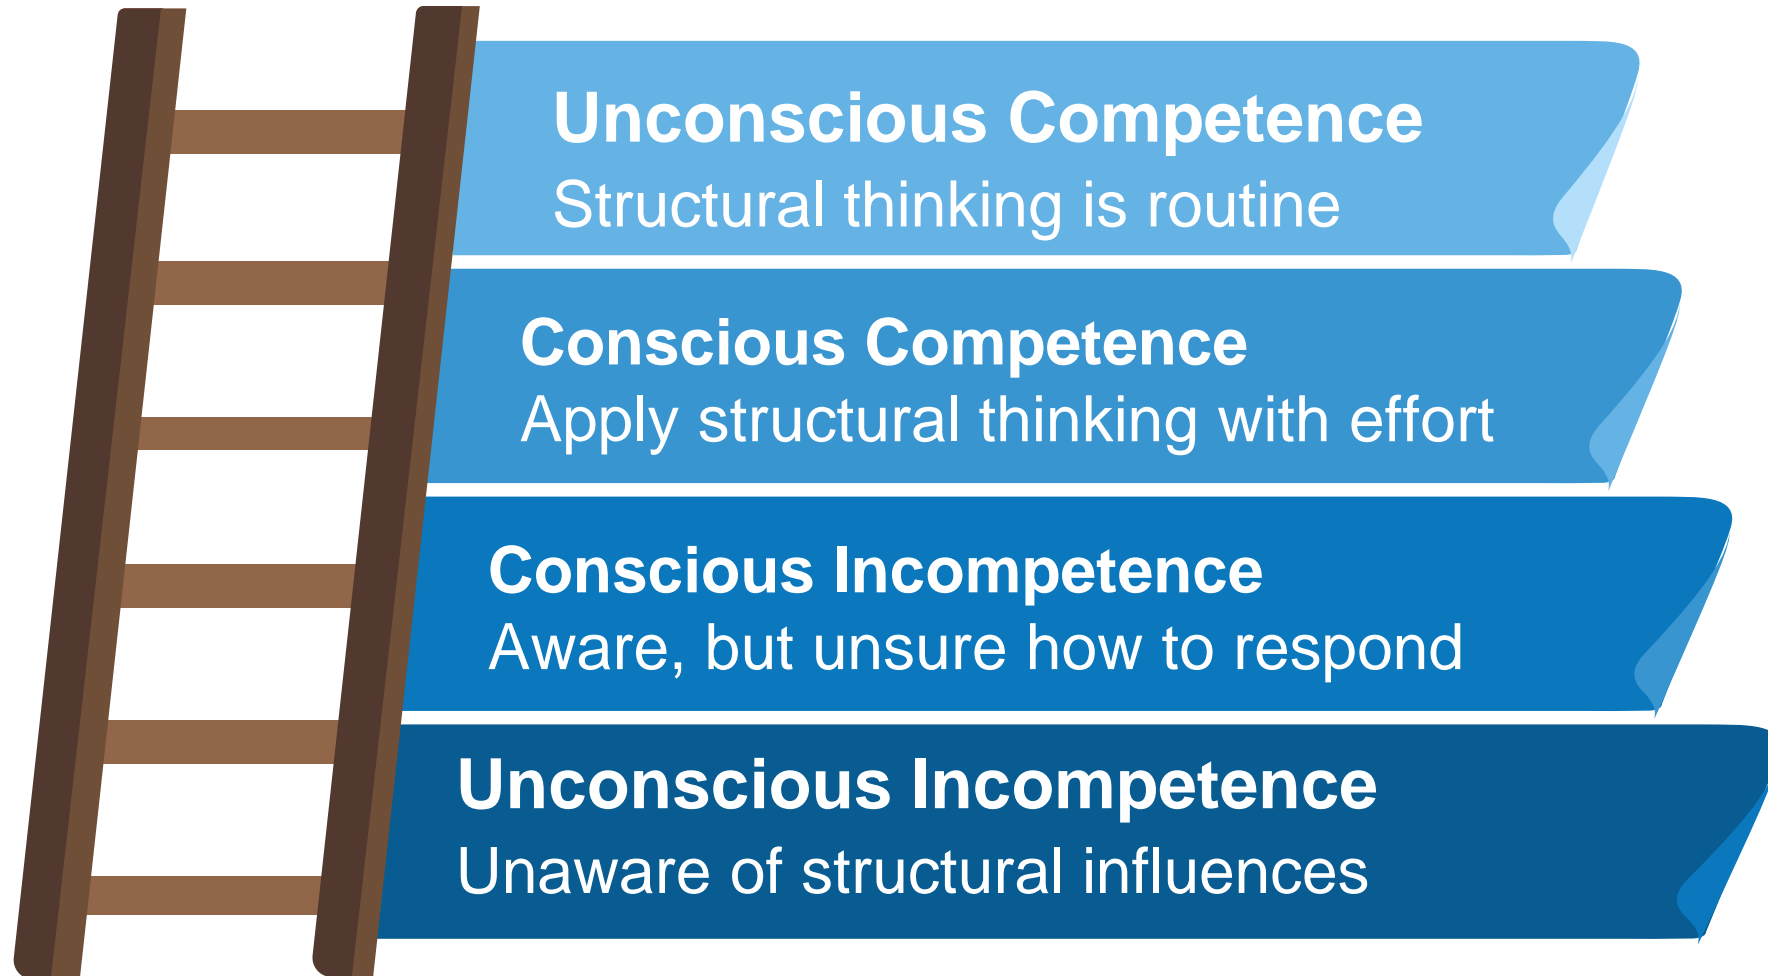 Unconscious Competence
Structural thinking is routine
Conscious Competence
Apply structural thinking with effort
Conscious Incompetence
Aware, but unsure how to respond
Unconscious Incompetence
Unaware of structural influences